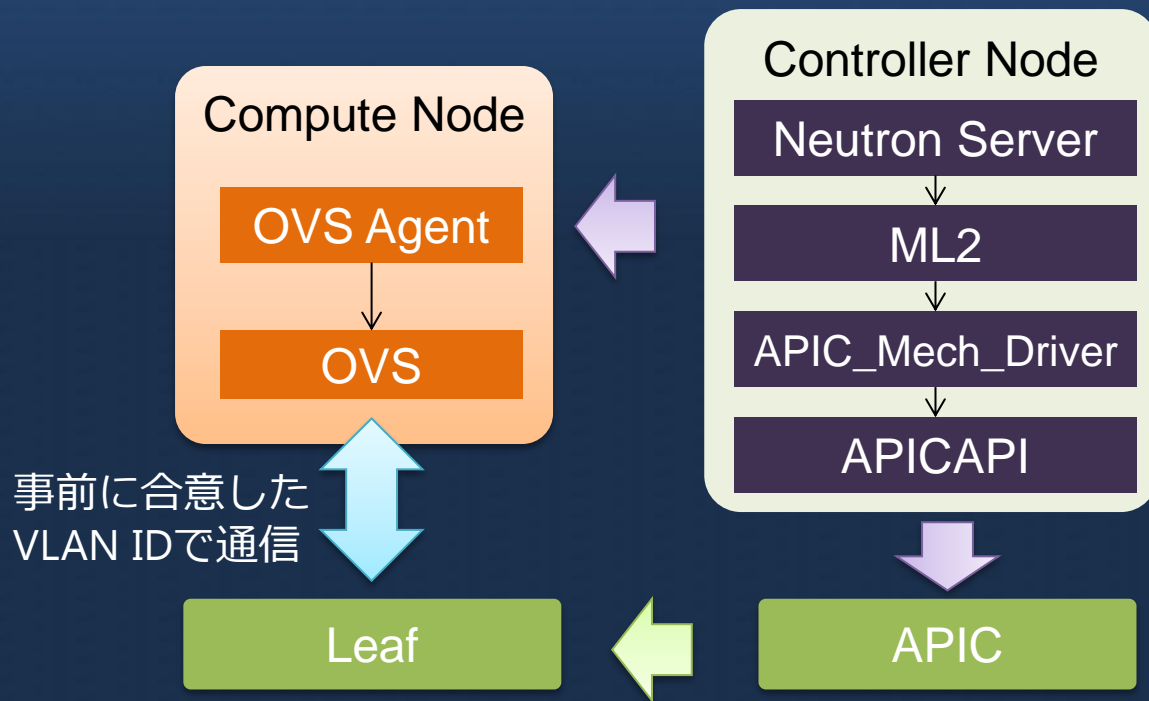 Compute Node
OVS Agent
OVS
Controller Node
Neutron Server
ML2
APIC_Mech_Driver
APICAPI
事前に合意した
VLAN IDで通信
Leaf
APIC